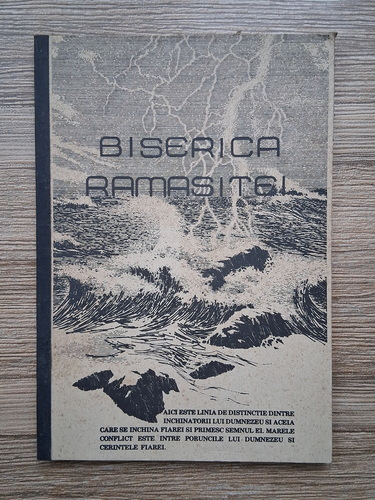 BISERICA
RAMASITEI
AICI ESTE LINIA DE DISTINCTIE DINTRE
INCHINATORII LUI DUMNEZEU SI ACEIA
CARE SE INCHINA FIAREI SI PRIMESC SEMNUL EI. MARELE
CONFLICT ESTE INTRE PORUNCILE LUI DUMNEZEU SI
CERINTELE FIAREI.